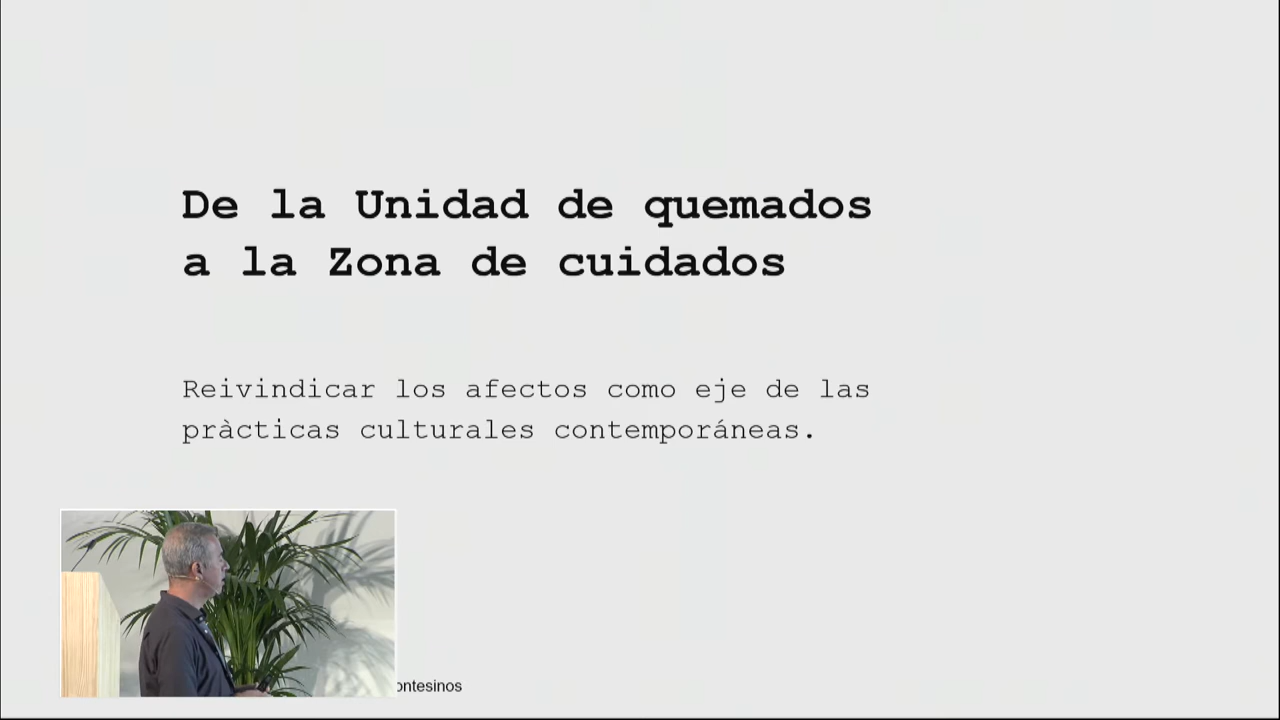 De la Unidad de quemados
a la Zona de cuidados
Reivindicar los afectos como eje de las
pràcticas culturales contemporáneas.
ontesinos